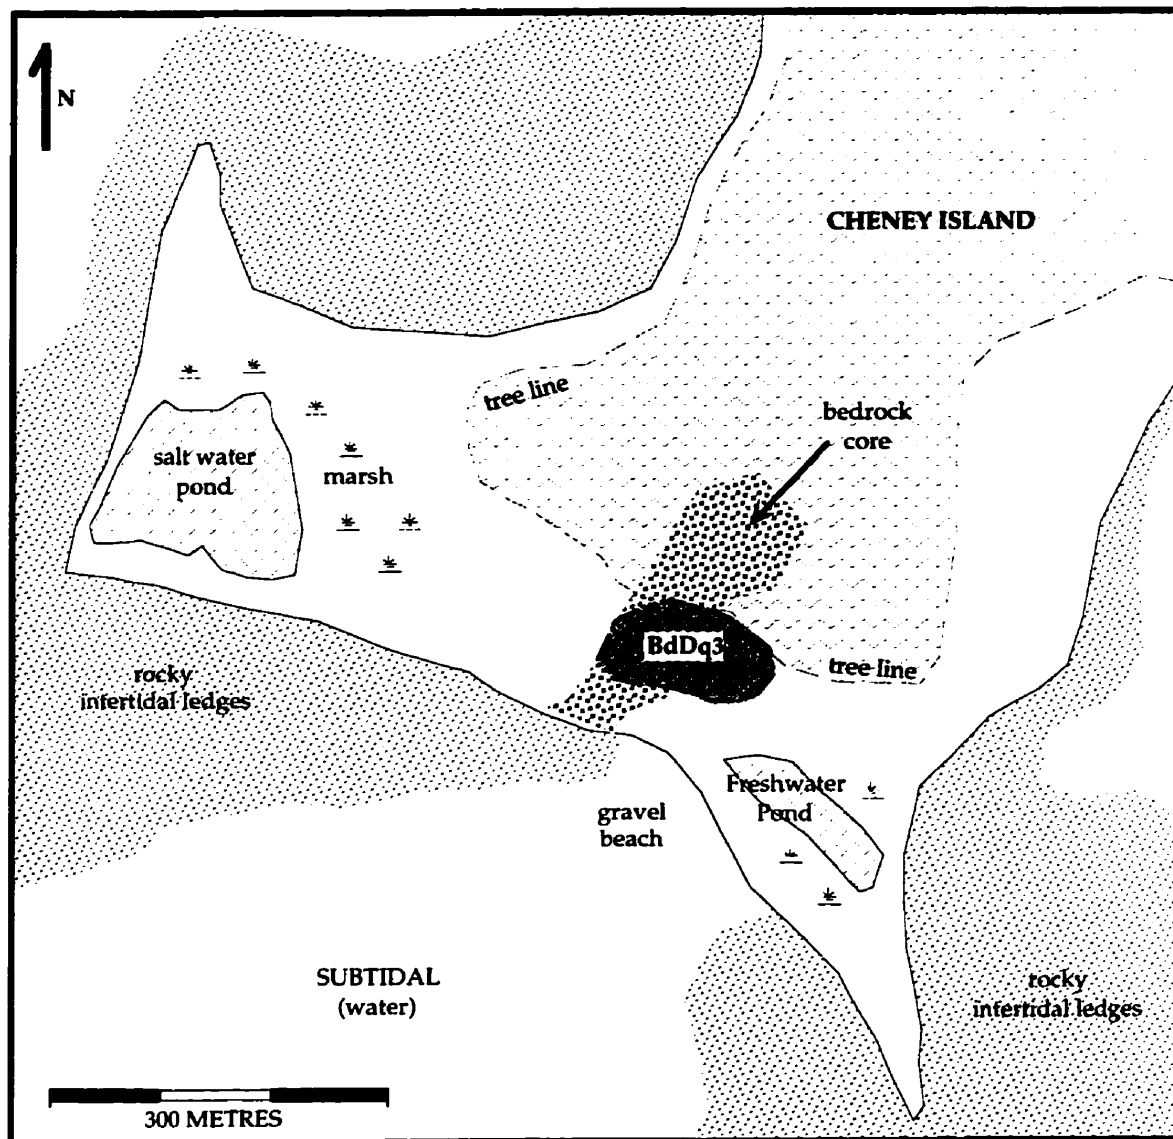 N
CHENEY ISLAND
tree line
bedrock
core
salt water
pond
marsh
BdDq3
tree line
rocky
intertidal ledges
Freshwater
Pond
gravel
beach
SUBTIDAL
(water)
rocky
intertidal ledges
300 METRES